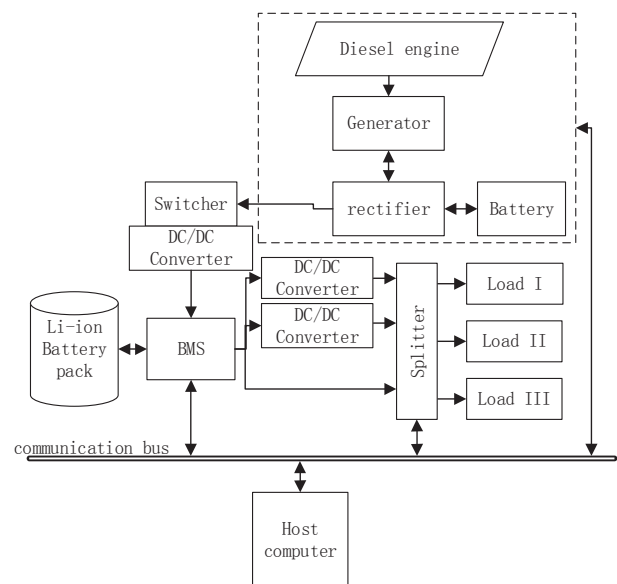 Diesel engine
Generator
rectifier
Battery
Switcher
DC/DC
Converter
DC/DC
Converter
DC/DC
Converter
Li-ion
Battery
pack
BMS
Splitter
Load I
Load II
Load III
communication bus
Host
computer